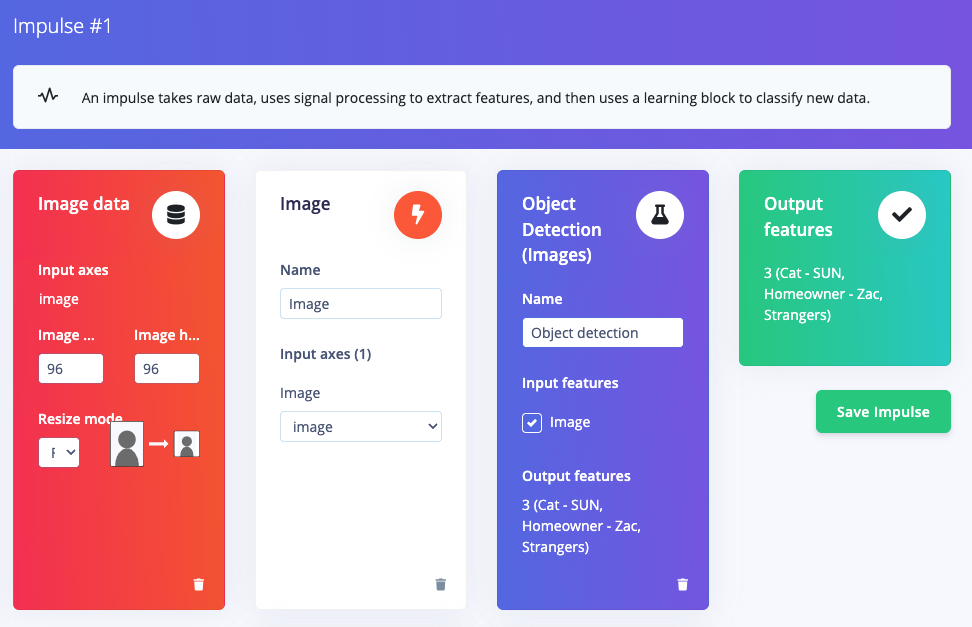 Impulse #1
An impulse takes raw data, uses signal processing to extract features, and then uses a learning block to classify new data.
Image data
Input axes
image
Image ...
Image h...
96
96
Resize mode
Image
Name
Image
Input axes (1)
Image
image
Object
Detection
(Images)
Name
Object detection
Input features
Image
Output features
3 (Cat - SUN,
Homeowner - Zac,
Strangers)
Output
features
3 (Cat - SUN,
Homeowner - Zac,
Strangers)
Save Impulse